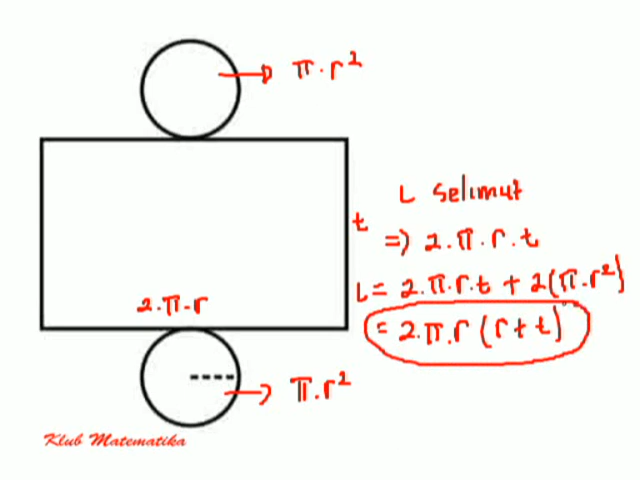 π.r²
L Selimut
t
=> 2.π.r.t
L = 2.π.r.t + 2(π.r²)
2.π.r
= 2.π.r (r+t)
π.r²
Klub Matematika